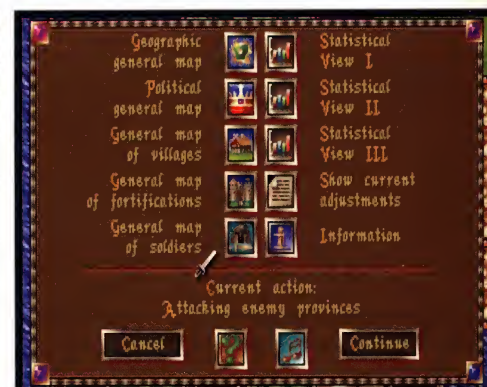 Geographic
general map
Statistical
View I
Political
general map
Statistical
View II
General map
of villages
Statistical
View III
General map
of fortifications
Show current
adjustments
General map
of soldiers
Information
Current action:
Attacking enemy provinces
Cancel
Continue